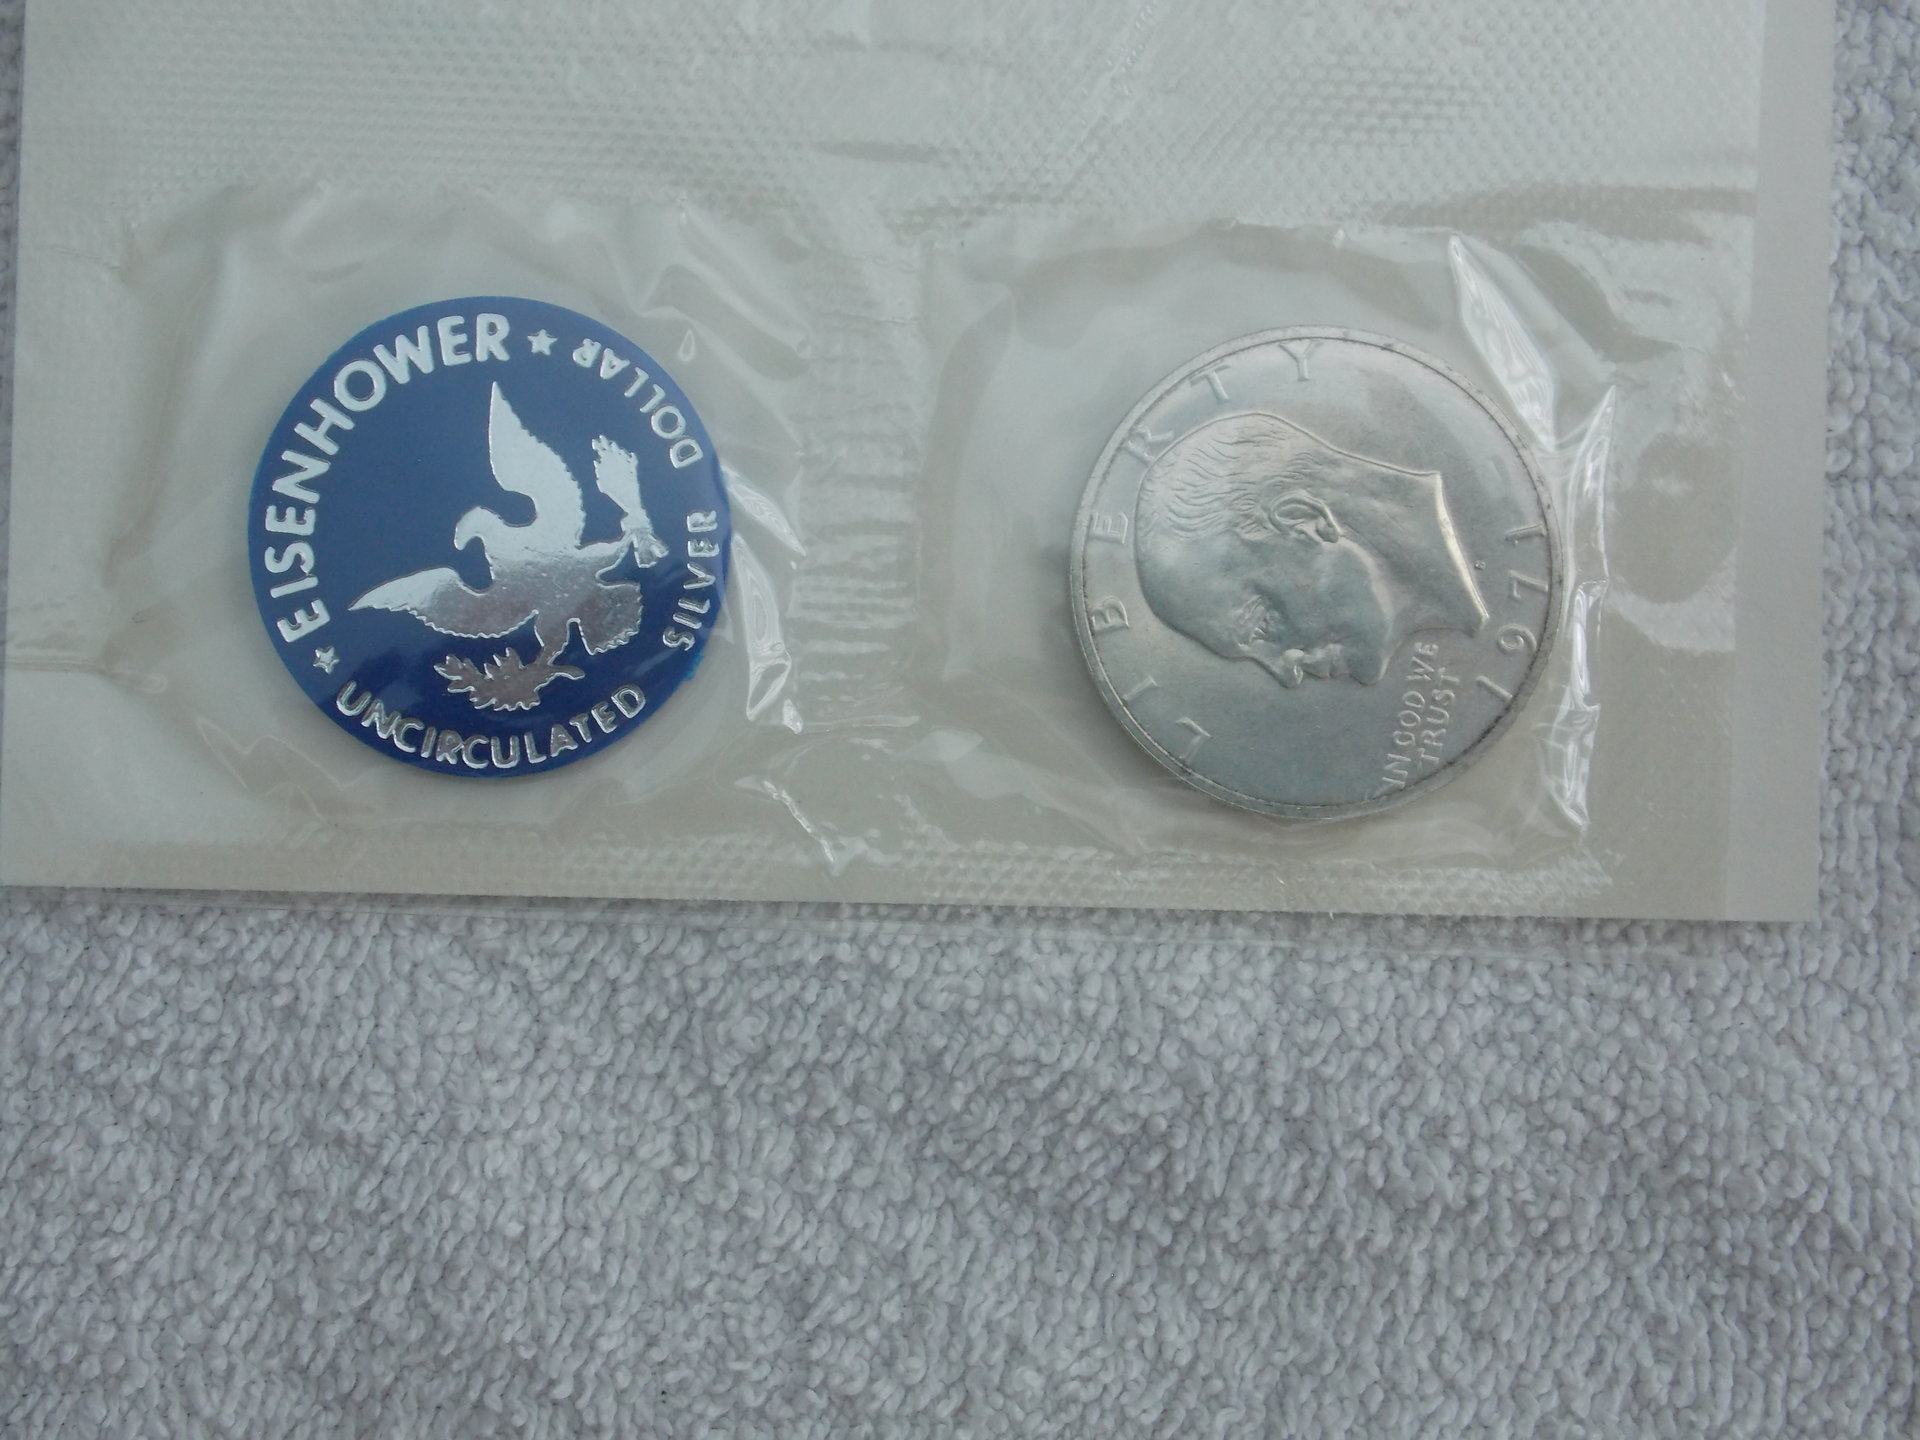 ★ EISENHOWER ★
UNCIRCULATED
SILVER DOLLAR
LIBERTY
IN GOD WE
TRUST
1971